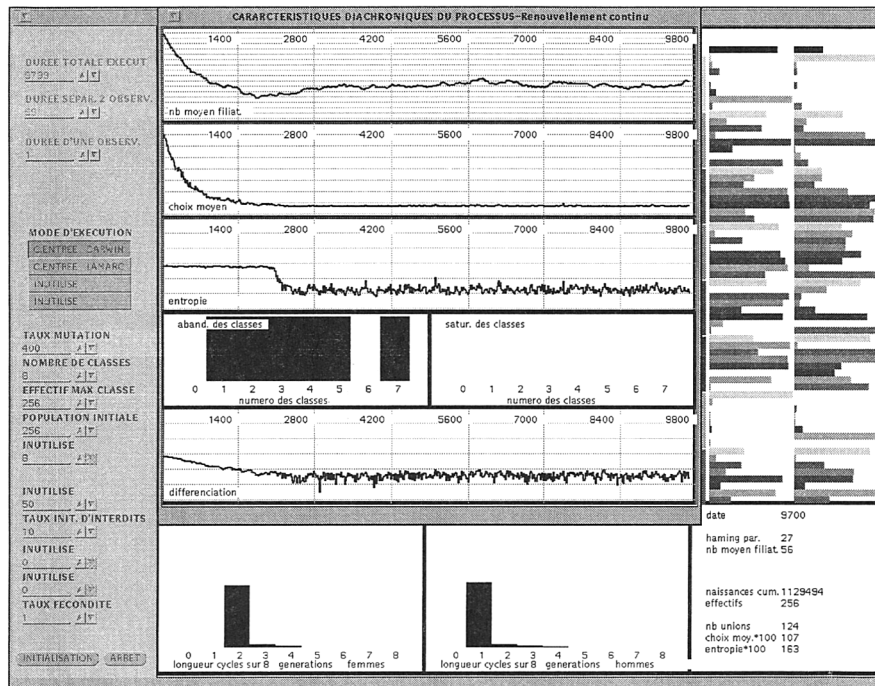 CARARCTERISTIQUES DIACHRONIQUES DU PROCESSUS-Renouvellement continu
DUREE TOTALE EXECUT
9799
DUREE SEPAR. 2 OBSERV.
DUREE D'UNE OBSERV.
1
MODE D'EXECUTION
INUTILISE
INUTILISE
TAUX MUTATION
400
NOMBRE DE CLASSES
8
EFFECTIF MAX CLASSE
256
POPULATION INITIALE
256
INUTILISE
8
INUTILISE
50
TAUX INIT. D'INTERDITS
10
INUTILISE
0
INUTILISE
0
TAUX FECONDITE
1
INITIALISATION ARRET
1400 2800 4200 5600 7000 8400 9800
nb moyen filiat.
1400 2800 4200 5600 7000 8400 9800
choix moyen
1400 2800 4200 5600 7000 8400 9800
entropie
aband. des classes
0 1 2 3 4 5 6 7
numero des classes
satur. des classes
0 1 2 3 4 5 6 7
numero des classes
1400 2800 4200 5600 7000 8400 9800
differenciation
0 1 2 3 4 5 6 7 8
longueur cycles sur 8 generations femmes
0 1 2 3 4 5 6 7 8
longueur cycles sur 8 generations hommes
date 9700
haming par. 27
nb moyen filiat. 56
naissances cum. 1129494
effectifs 256
nb unions 124
choix moy.*100 107
entropie*100 163